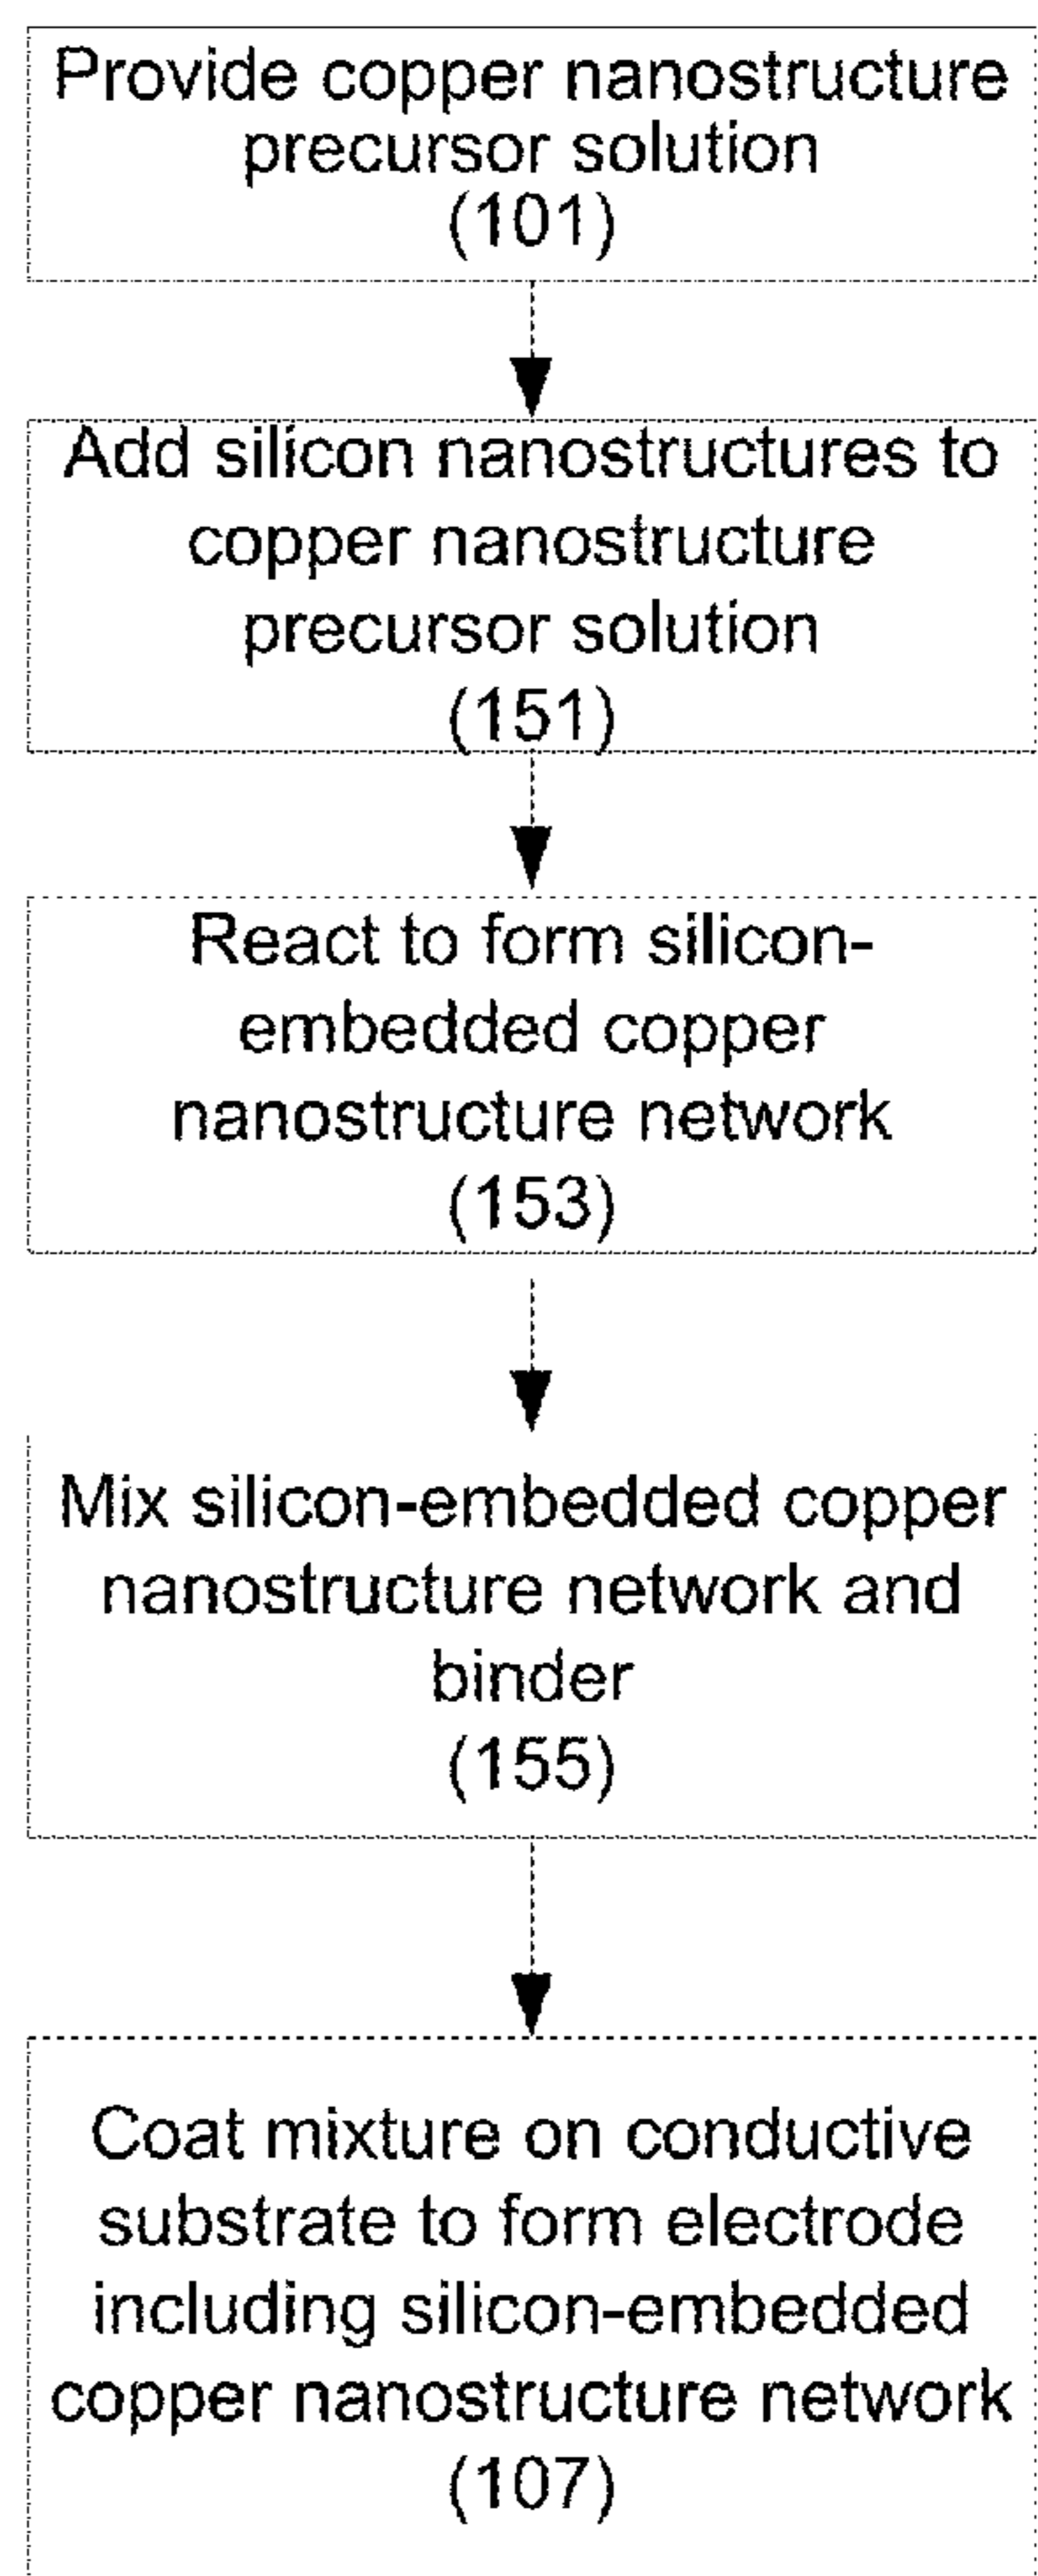 Provide copper nanostructure
precursor solution
(101)
Add silicon nanostructures to
copper nanostructure
precursor solution
(151)
React to form silicon-
embedded copper
nanostructure network
(153)
Mix silicon-embedded copper
nanostructure network and
binder
(155)
Coat mixture on conductive
substrate to form electrode
including silicon-embedded
copper nanostructure network
(107)